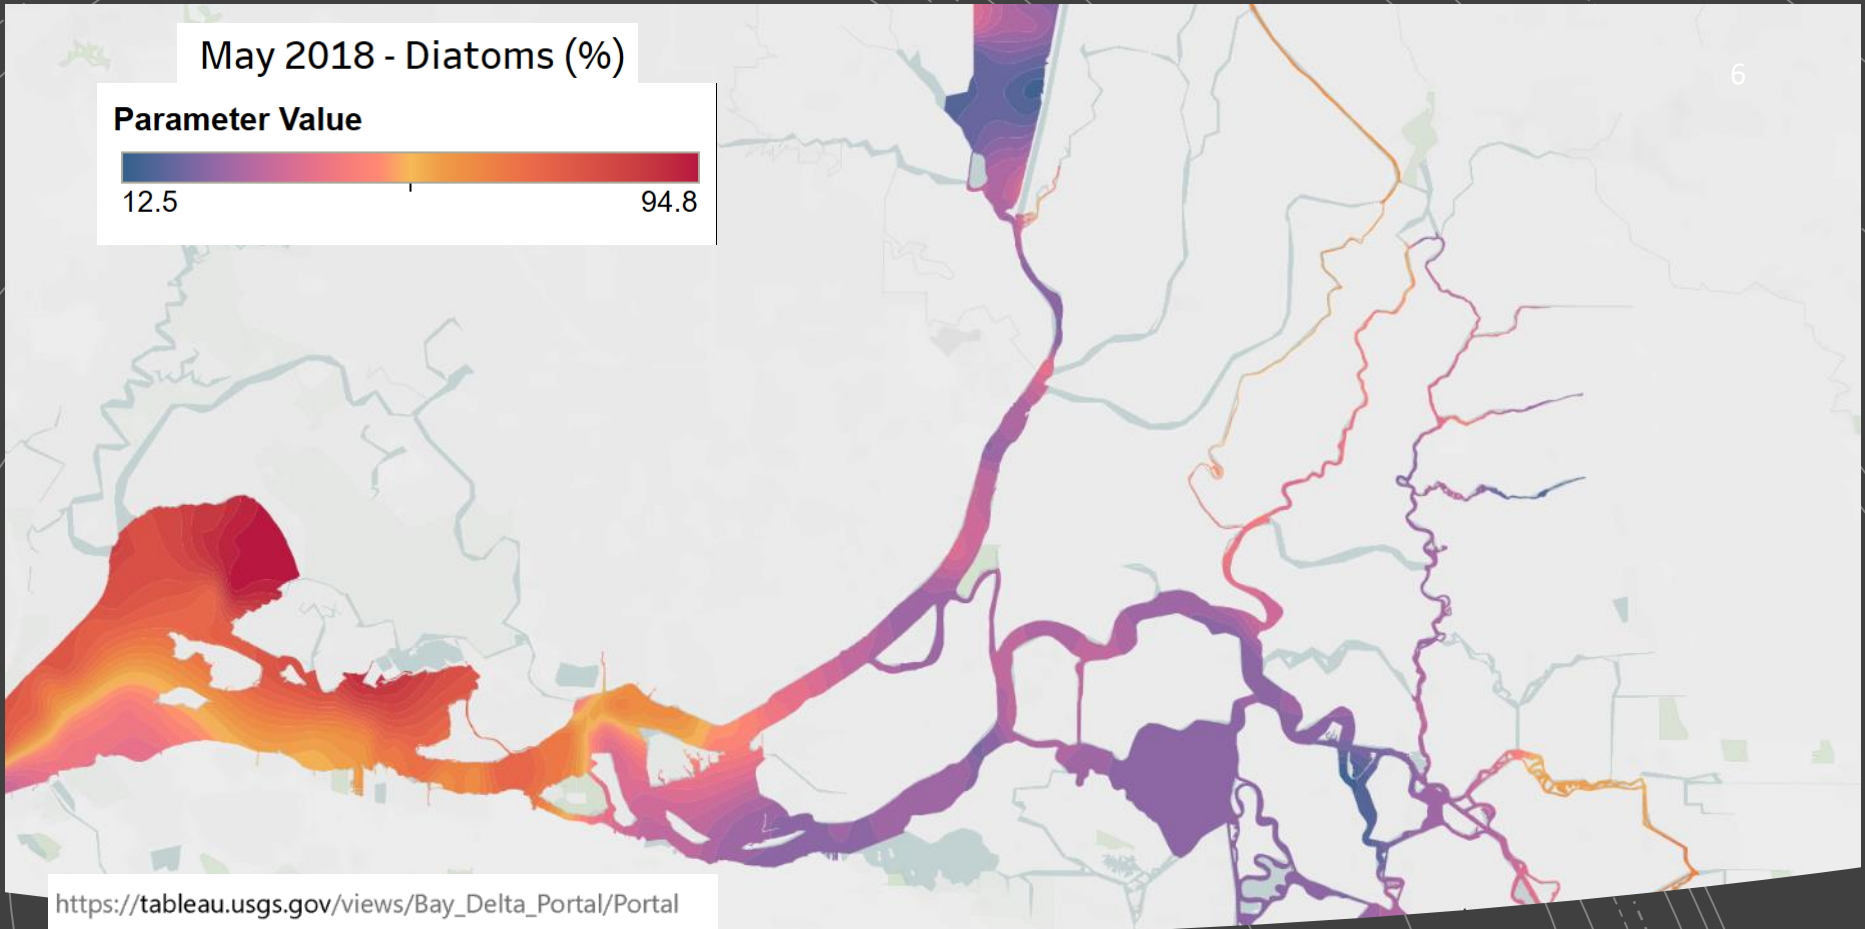 May 2018 - Diatoms (%)
6
Parameter Value
12.5 94.8
https://tableau.usgs.gov/views/Bay_Delta_Portal/Portal